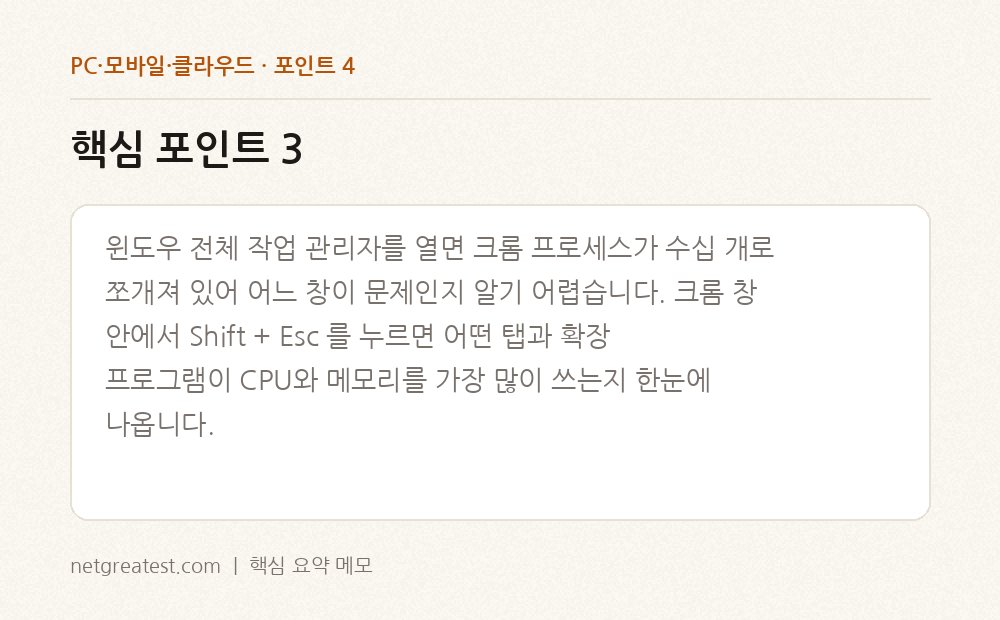 PC·모바일·클라우드 · 포인트 4
핵심 포인트 3
윈도우 전체 작업 관리자를 열면 크롬 프로세스가 수십 개로
쪼개져 있어 어느 창이 문제인지 알기 어렵습니다. 크롬 창
안에서 Shift + Esc 를 누르면 어떤 탭과 확장
프로그램이 CPU와 메모리를 가장 많이 쓰는지 한눈에
나옵니다.
netgreatest.com | 핵심 요약 메모